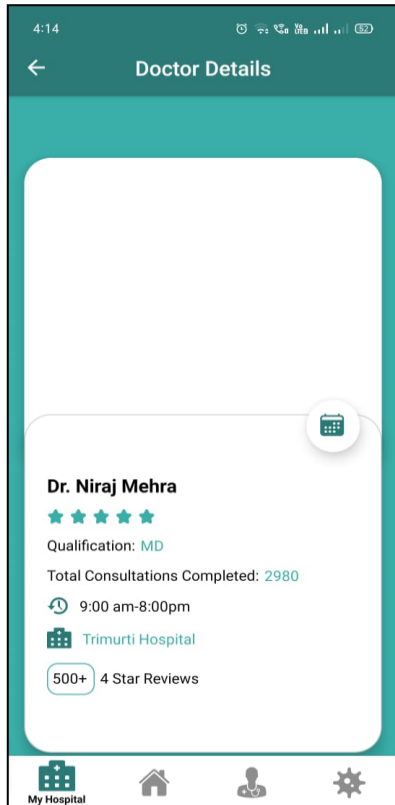 4:14
52
Doctor Details
Dr. Niraj Mehra
Qualification: MD
Total Consultations Completed: 2980
9:00 am-8:00pm
Trimurti Hospital
500+ 4 Star Reviews
My Hospital